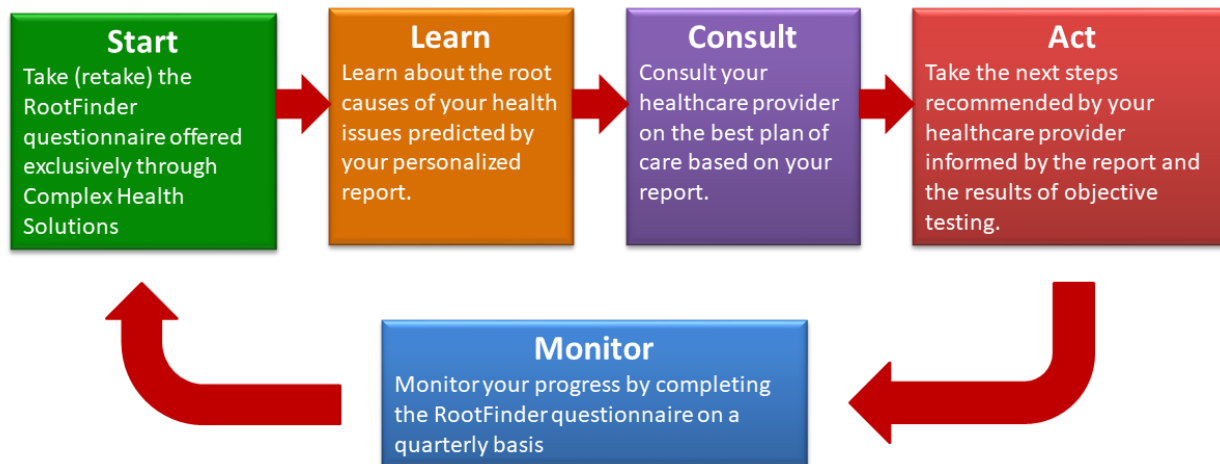 Start
Take (retake) the
RootFinder
questionnaire offered
exclusively through
Complex Health
Solutions
Learn
Learn about the root
causes of your health
issues predicted by
your personalized
report.
Consult
Consult your
healthcare provider
on the best plan of
care based on your
report.
Act
Take the next steps
recommended by your
healthcare provider
informed by the report and
the results of objective
testing.
Monitor
Monitor your progress by completing
the RootFinder questionnaire on a
quarterly basis